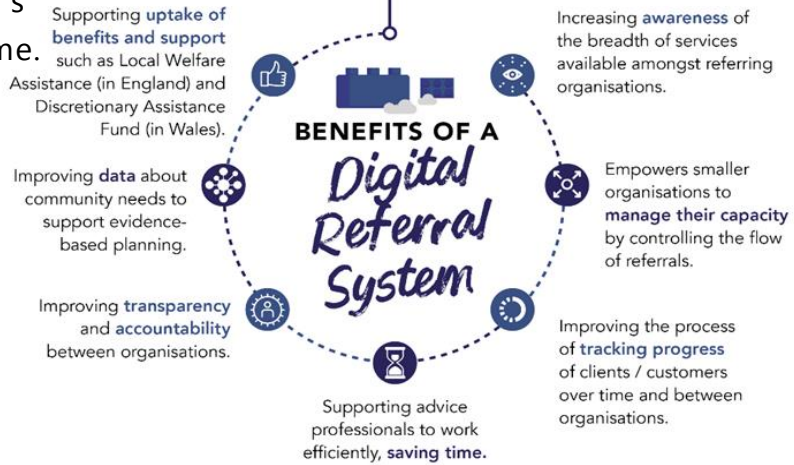 s
me.
Supporting uptake of
benefits and support
such as Local Welfare
Assistance (in England) and
Discretionary Assistance
Fund (in Wales).
Improving data about
community needs to
support evidence-
based planning.
Improving transparency
and accountability
between organisations.
BENEFITS OF A
Digital
Referral
System
Increasing awareness of
the breadth of services
available amongst referring
organisations.
Empowers smaller
organisations to
manage their capacity
by controlling the flow
of referrals.
Improving the process
of tracking progress
of clients / customers
over time and between
organisations.
Supporting advice
professionals to work
efficiently, saving time.